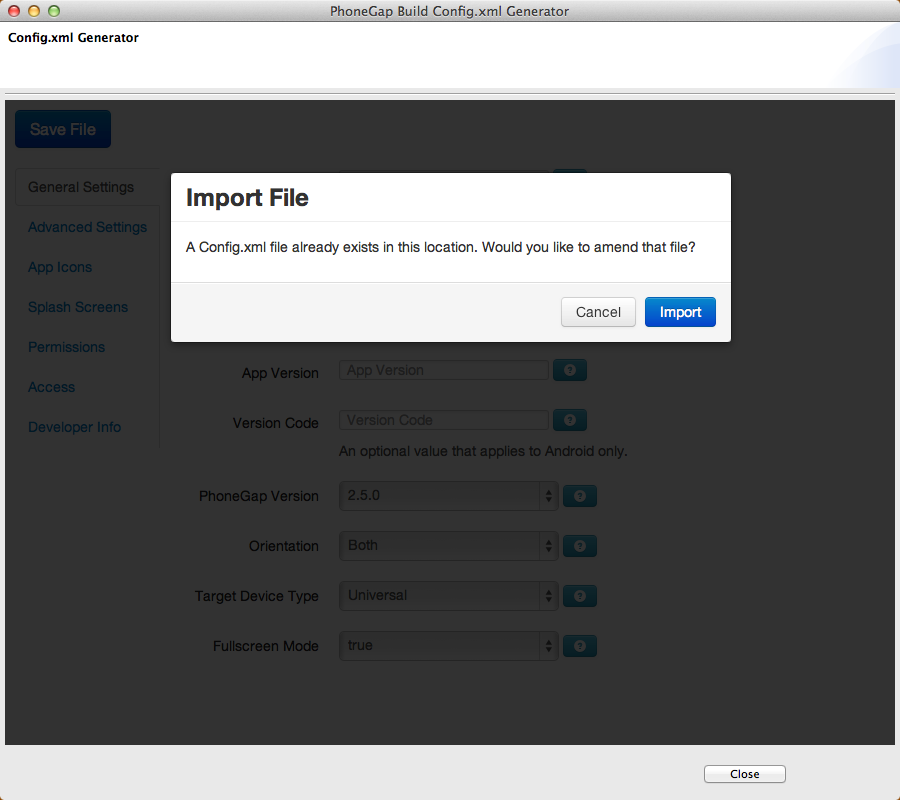 PhoneGap Build Config.xml Generator
Config.xml Generator
Save File
General Settings
Advanced Settings
App Icons
Splash Screens
Permissions
Access
Developer Info
Import File
A Config.xml file already exists in this location. Would you like to amend that file?
Cancel
Import
App Version
App Version
?
Version Code
Version Code
?
An optional value that applies to Android only.
PhoneGap Version
2.5.0
?
Orientation
Both
?
Target Device Type
Universal
?
Fullscreen Mode
true
?
Close